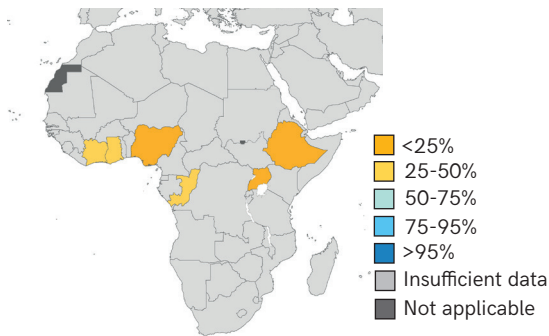 <25%
25-50%
50-75%
75-95%
>95%
Insufficient data
Not applicable